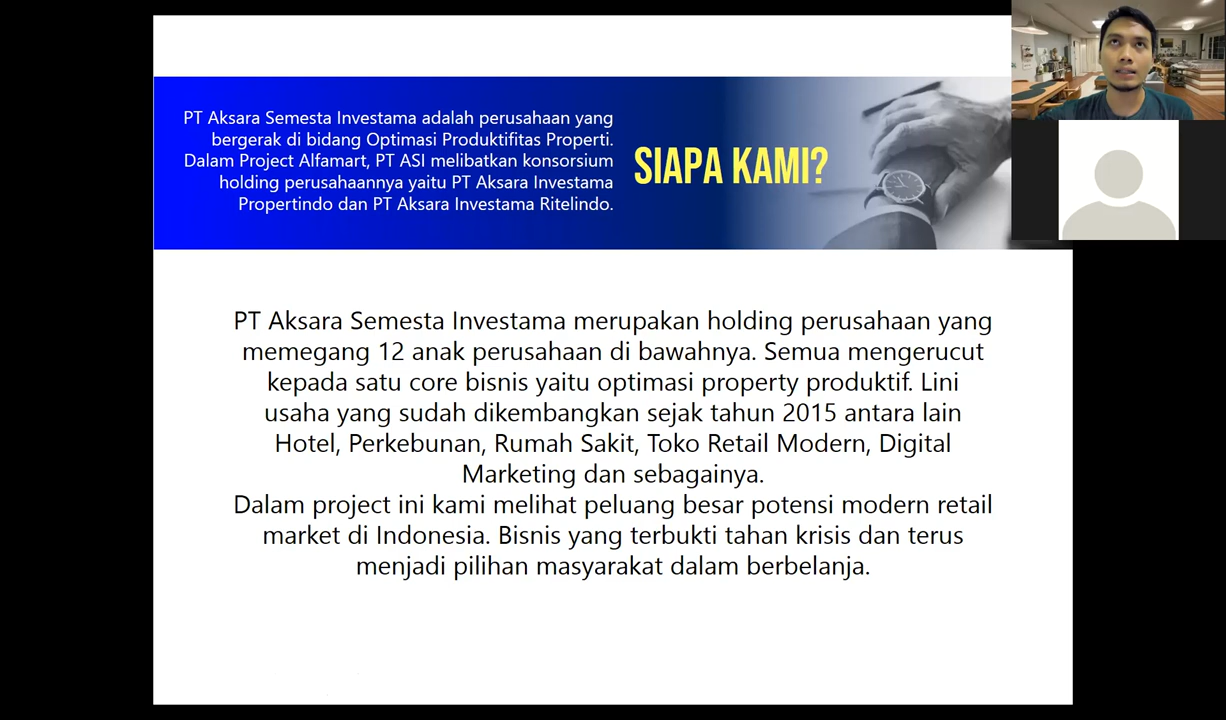 PT Aksara Semesta Investama adalah perusahaan yang
bergerak di bidang Optimasi Produktifitas Properti.
Dalam Project Alfamart, PT ASI melibatkan konsorsium
holding perusahaannya yaitu PT Aksara Investama
Propertindo dan PT Aksara Investama Ritelindo.
SIAPA KAMI?
PT Aksara Semesta Investama merupakan holding perusahaan yang
memegang 12 anak perusahaan di bawahnya. Semua mengerucut
kepada satu core bisnis yaitu optimasi property produktif. Lini
usaha yang sudah dikembangkan sejak tahun 2015 antara lain
Hotel, Perkebunan, Rumah Sakit, Toko Retail Modern, Digital
Marketing dan sebagainya.
Dalam project ini kami melihat peluang besar potensi modern retail
market di Indonesia. Bisnis yang terbukti tahan krisis dan terus
menjadi pilihan masyarakat dalam berbelanja.